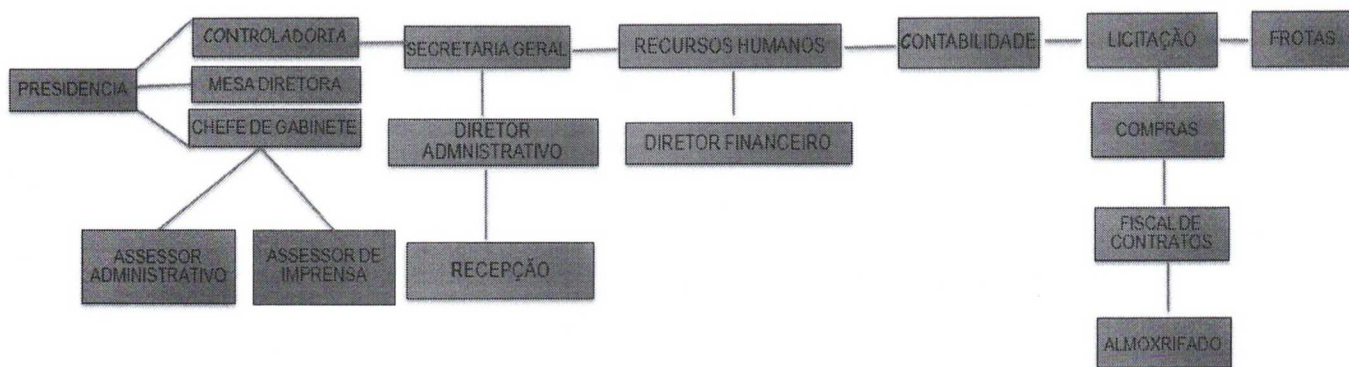 CONTROLADORIA
SECRETARIA GERAL
RECURSOS HUMANOS
CONTABILIDADE
LICITAÇÃO
FROTAS
PRESIDENCIA
MESA DIRETORA
CHEFE DE GABINETE
DIRETOR
ADMNISTRATIVO
DIRETOR FINANCEIRO
COMPRAS
ASSESSOR
ADMINISTRATIVO
ASSESSOR DE
IMPRENSA
RECEPÇÃO
FISCAL DE
CONTRATOS
ALMOXRIFADO